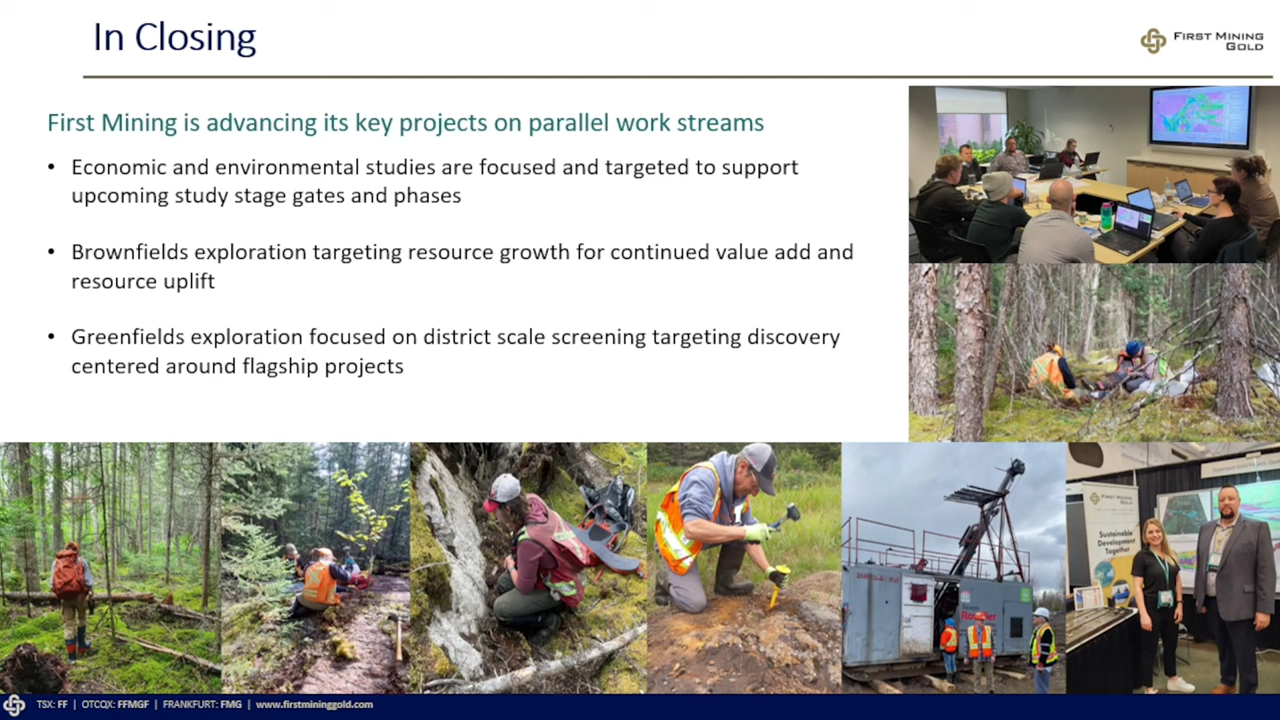 In Closing
FIRST MINING
GOLD
First Mining is advancing its key projects on parallel work streams
• Economic and environmental studies are focused and targeted to support
upcoming study stage gates and phases
• Brownfields exploration targeting resource growth for continued value add and
resource uplift
• Greenfields exploration focused on district scale screening targeting discovery
centered around flagship projects
FIRST MINING
GOLD
Sustainable
Development
Together
TSX: FF | OTCQX: FFMGF | FRANKFURT: FMG | www.firstmininggold.com